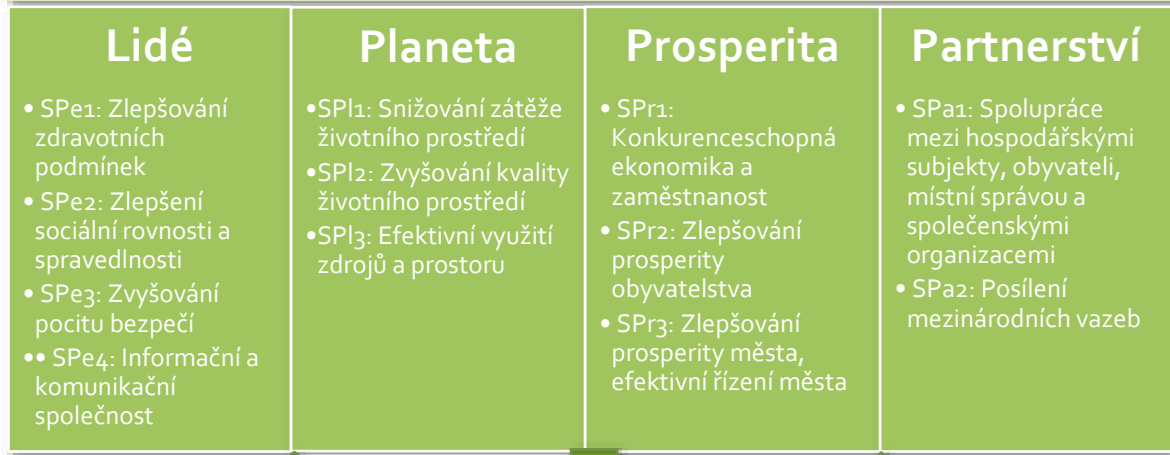 Lidé
• SPe1: Zlepšování
zdravotních
podmínek
• SPe2: Zlepšení
sociální rovnosti a
spravedlnosti
• SPe3: Zvyšování
pocitu bezpečí
•• SPe4: Informační a
komunikační
společnost
Planeta
•SPl1: Snižování zátěže
životního prostředí
•SPl2: Zvyšování kvality
životního prostředí
•SPl3: Efektivní využití
zdrojů a prostoru
Prosperita
• SPr1:
Konkurenceschopná
ekonomika a
zaměstnanost
• SPr2: Zlepšování
prosperity
obyvatelstva
• SPr3: Zlepšování
prosperity města,
efektivní řízení města
Partnerství
• SPa1: Spolupráce
mezi hospodářskými
subjekty, obyvateli,
místní správou a
společenskými
organizacemi
• SPa2: Posílení
mezinárodních vazeb